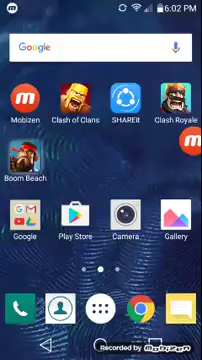 6:02 PM
Google
Mobizen
Clash of Clans
SHAREit
Clash Royale
Boom Beach
Google
Play Store
Camera
Gallery
Recorded by
Mobizen